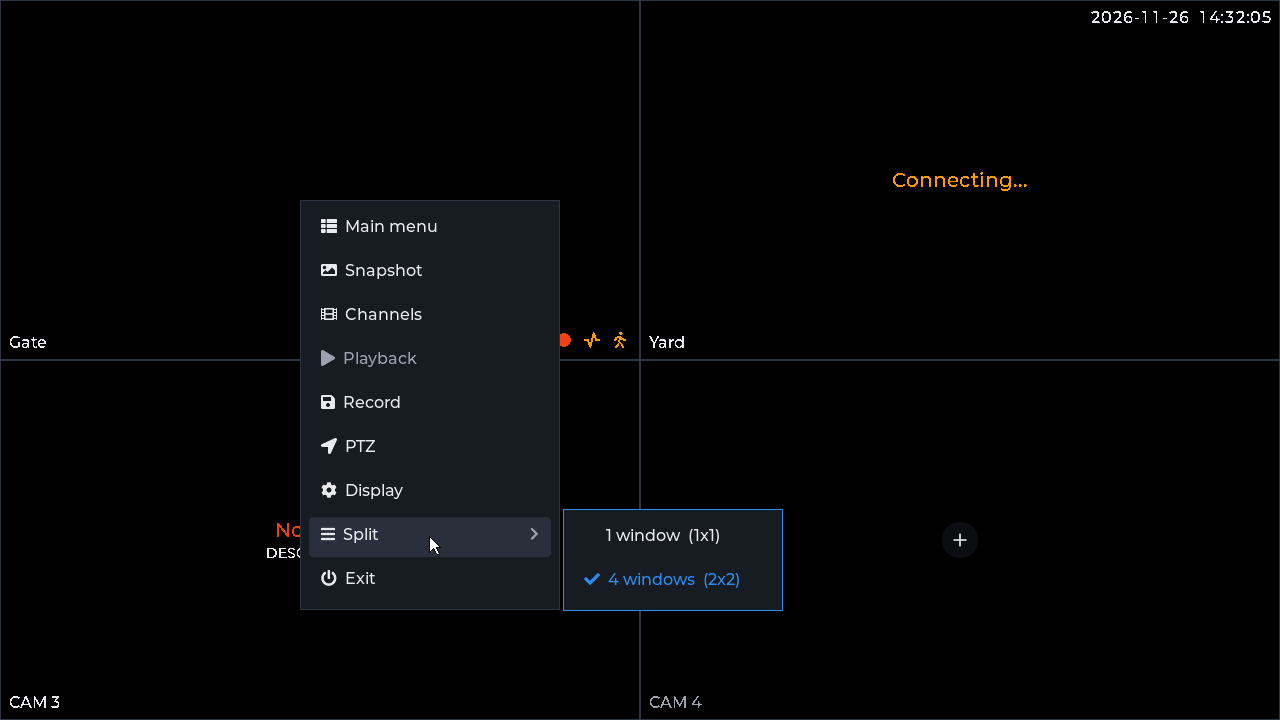 2026-11-26 14:32:05
Connecting...
Main menu
Snapshot
Channels
Gate
Yard
Playback
Record
PTZ
Display
Split
1 window (1x1)
4 windows (2x2)
Exit
CAM 3
CAM 4